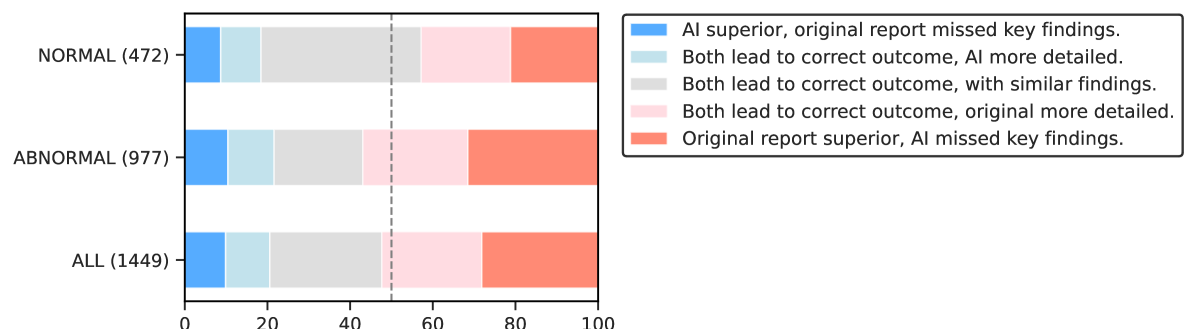 NORMAL (472)
ABNORMAL (977)
ALL (1449)
0 20 40 60 80 100
AI superior, original report missed key findings.
Both lead to correct outcome, AI more detailed.
Both lead to correct outcome, with similar findings.
Both lead to correct outcome, original more detailed.
Original report superior, AI missed key findings.